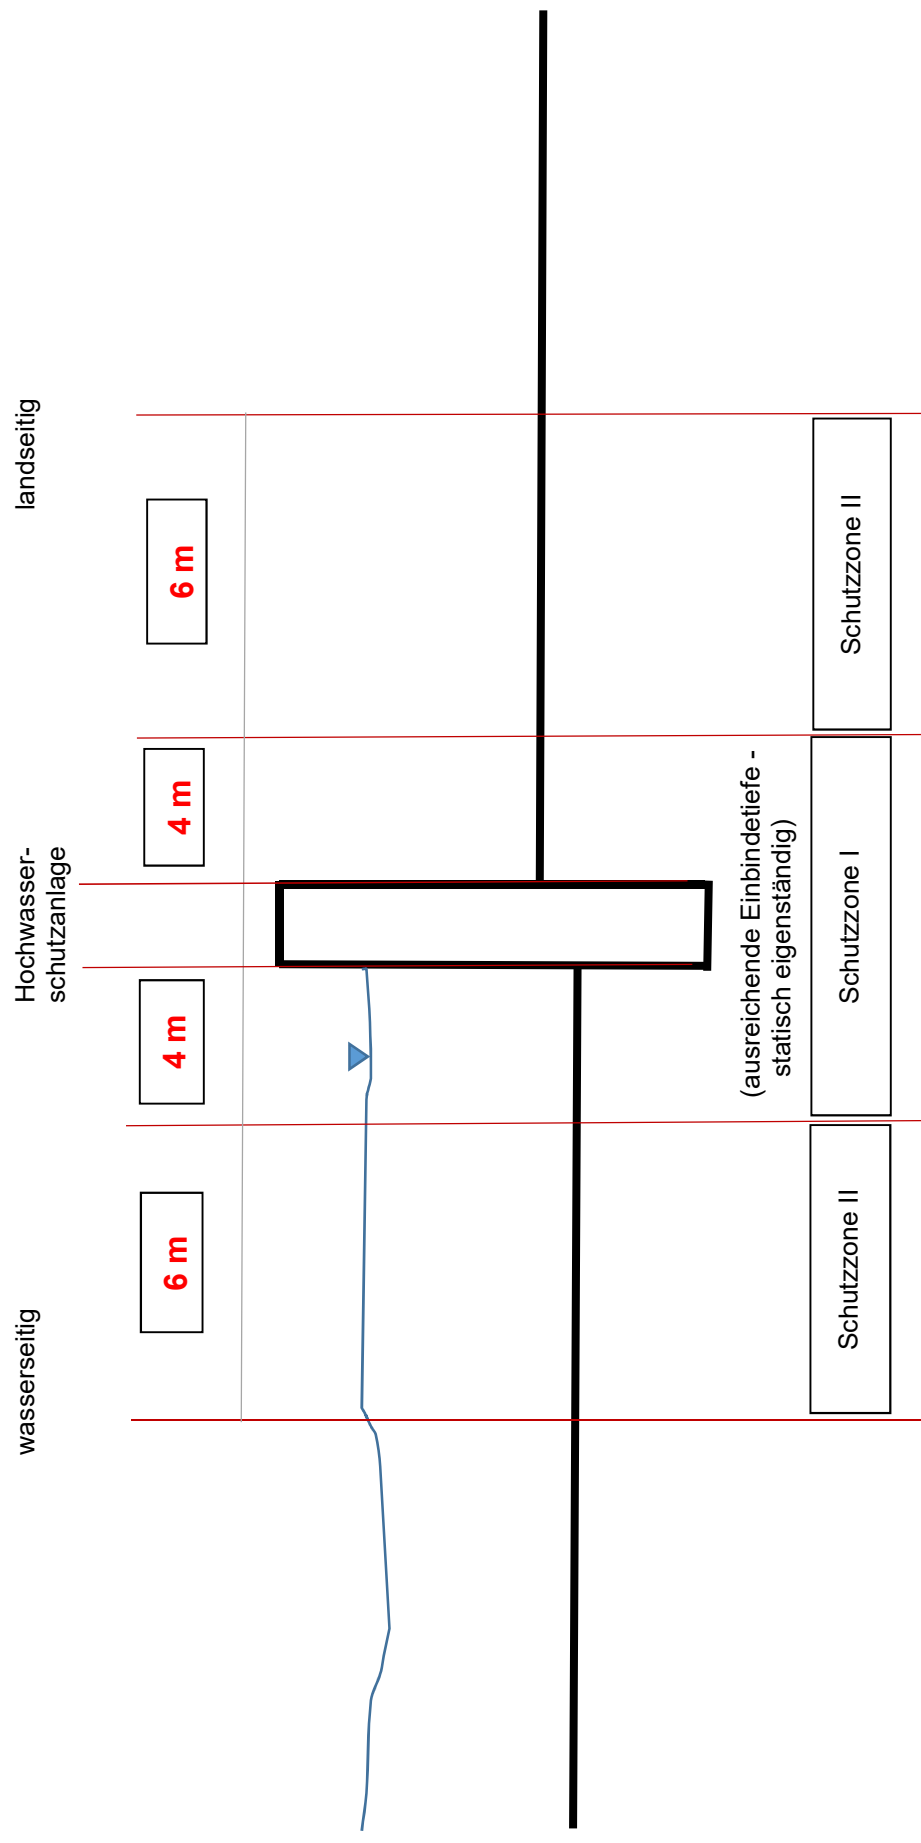 wasserseitig
Hochwasser-
schutzanlage
landseitig
6 m
4 m
4 m
6 m
(ausreichende Einbindetiefe -
statisch eigenständig)
Schutzzone II
Schutzzone I
Schutzzone II